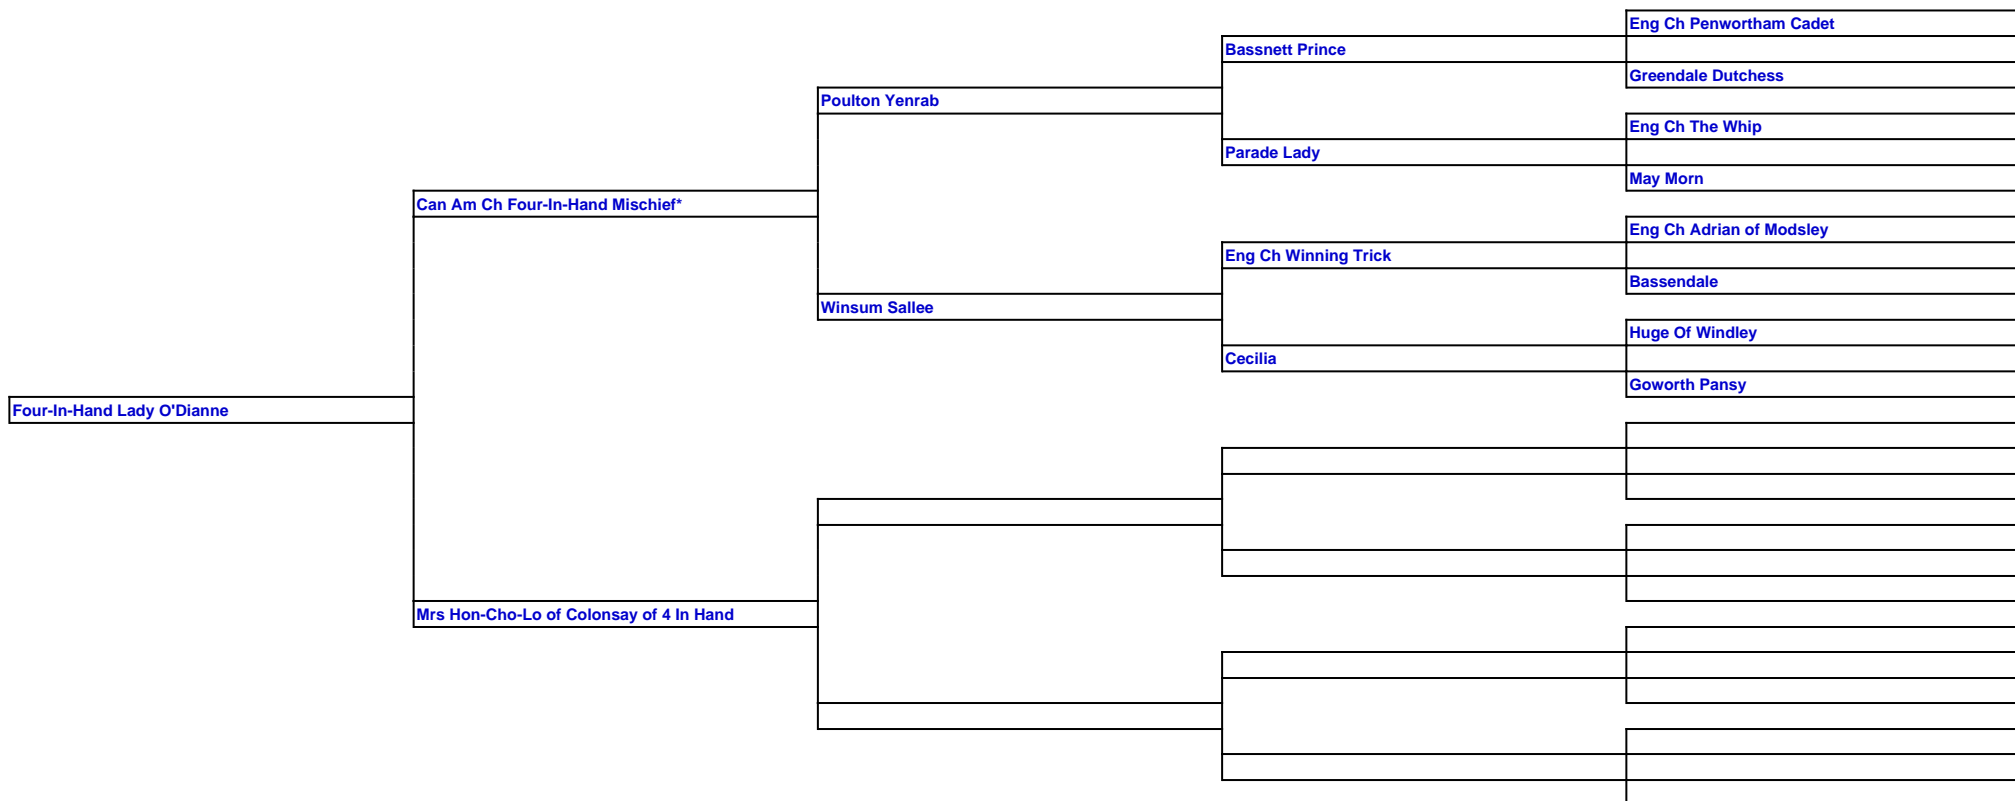 Eng Ch Penwortham Cadet
Bassnett Prince
Greendale Dutchess
Poulton Yenrab
Eng Ch The Whip
Parade Lady
May Morn
Can Am Ch Four-In-Hand Mischief*
Eng Ch Adrian of Modsley
Eng Ch Winning Trick
Bassendale
Winsum Sallee
Huge Of Windley
Cecilia
Goworth Pansy
Four-In-Hand Lady O'Dianne
Mrs Hon-Cho-Lo of Colonsay of 4 In Hand